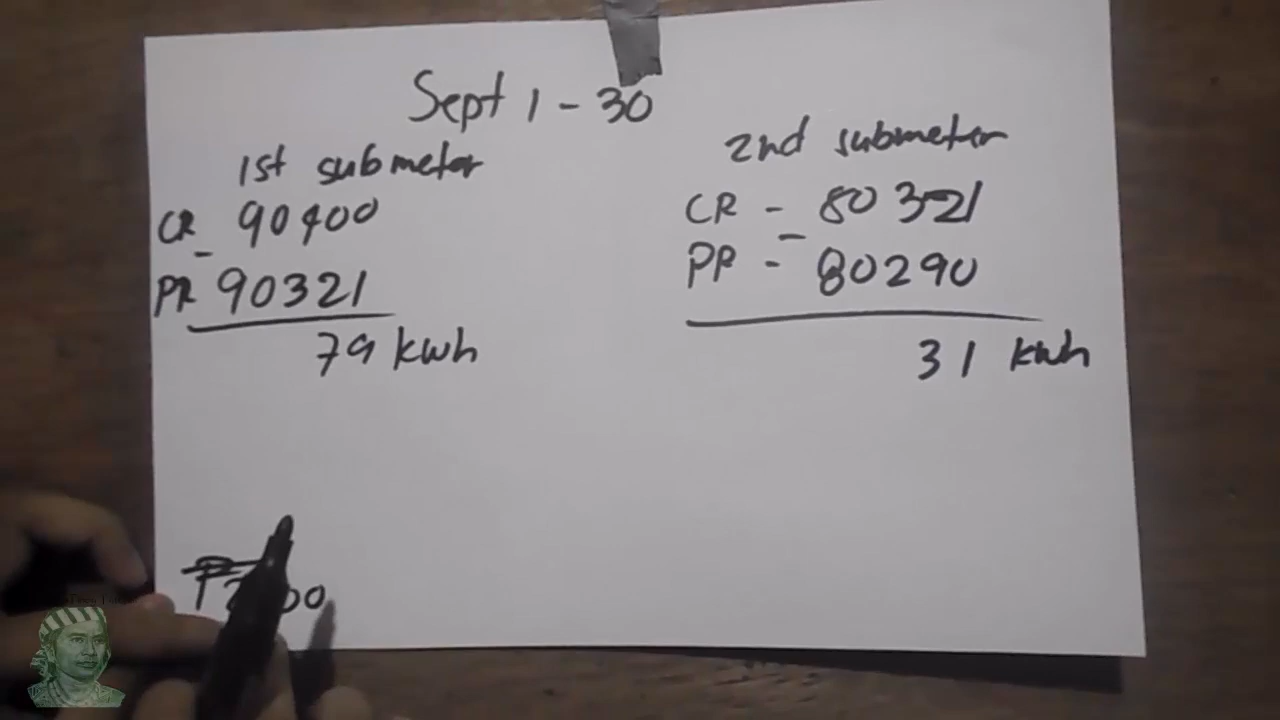 Sept 1 - 30
1st submeter
CR 90400
-
PR 90321
79 kwh
2nd submeter
CR - 80321
-
PR - 80290
31 kwh